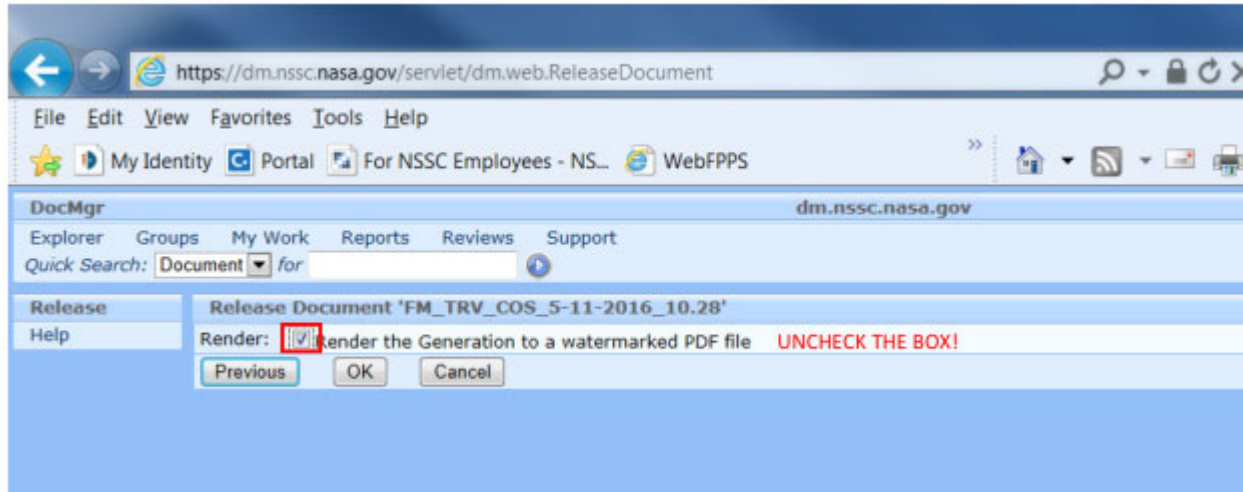 https://dm.nssc.nasa.gov/servlet/dm.web.ReleaseDocument
File Edit View Favorites Tools Help
My Identity Portal For NSSC Employees - NS... WebFPPS
DocMgr dm.nssc.nasa.gov
Explorer Groups My Work Reports Reviews Support
Quick Search: Document for
Release Release Document 'FM_TRV_COS_5-11-2016_10.28'
Help Render: Render the Generation to a watermarked PDF file UNCHECK THE BOX!
Previous OK Cancel